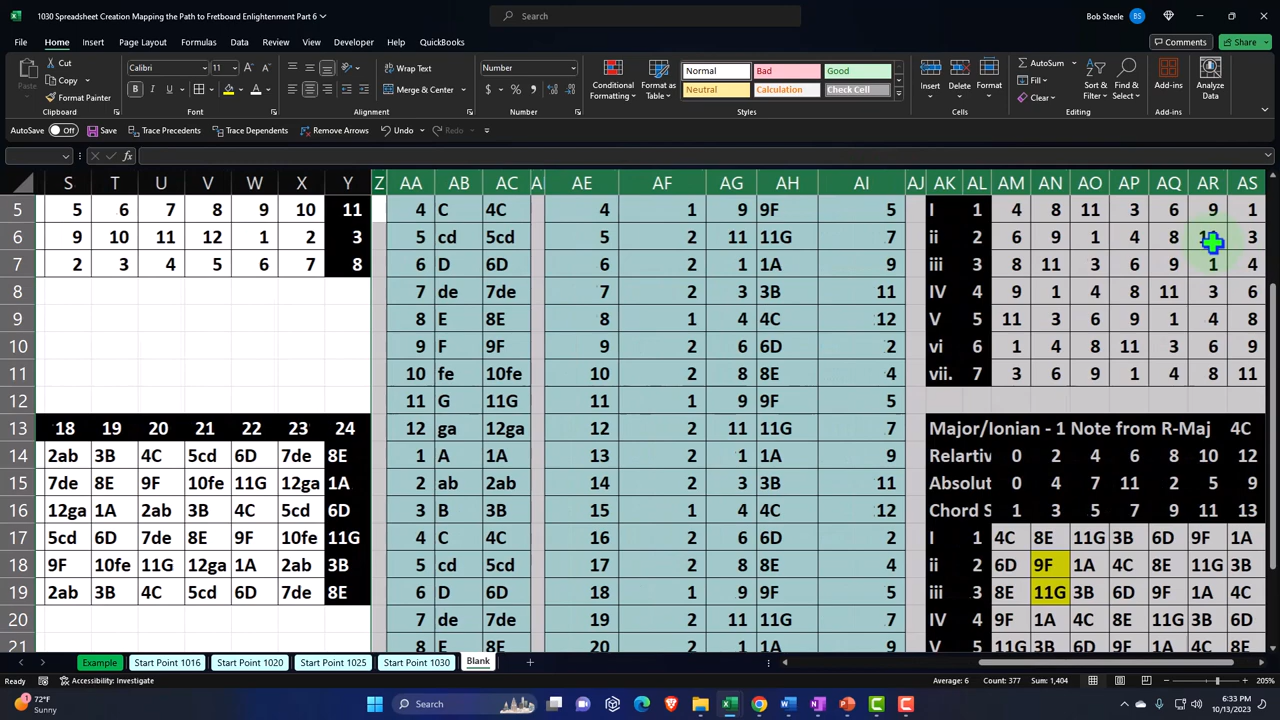 1030 Spreadsheet Creation Mapping the Path to Fretboard Enlightenment Part 6
Search
Bob Steele BS
File Home Insert Page Layout Formulas Data Review View Developer Help QuickBooks Comments Share
Paste Cut Copy Format Painter Clipboard
Calibri 11 Font
Wrap Text Merge & Center Alignment
Number Number
Conditional Formatting Format as Table Normal Bad Good Neutral Calculation Check Cell Styles
Insert Delete Format Cells
AutoSum Fill Clear Sort & Filter Find & Select Editing
Add-ins Add-ins Analyze Data
AutoSave Off Save Trace Precedents Trace Dependents Remove Arrows Undo Redo
fx
S T U V W X Y Z AA AB AC A AE AF AG AH AI AJ AK AL AM AN AO AP AQ AR AS
5 5 6 7 8 9 10 11 4 C 4C 4 1 9 9F 5 I 1 4 8 11 3 6 9 1
6 9 10 11 12 1 2 3 5 cd 5cd 5 2 11 11G 7 ii 2 6 9 1 4 8 3
7 2 3 4 5 6 7 8 6 D 6D 6 2 1 1A 9 iii 3 8 11 3 6 9 1 4
8 7 de 7de 7 2 3 3B 11 IV 4 9 1 4 8 11 3 6
9 8 E 8E 8 1 4 4C 12 V 5 11 3 6 9 1 4 8
10 9 F 9F 9 2 6 6D 2 vi 6 1 4 8 11 3 6 9
11 10 fe 10fe 10 2 8 8E 4 vii. 7 3 6 9 1 4 8 11
12 11 G 11G 11 1 9 9F 5
13 18 19 20 21 22 23 24 12 ga 12ga 12 2 11 11G 7 Major/Ionian - 1 Note from R-Maj 4C
14 2ab 3B 4C 5cd 6D 7de 8E 1 A 1A 13 2 1 1A 9 Relartiv 0 2 4 6 8 10 12
15 7de 8E 9F 10fe 11G 12ga 1A 2 ab 2ab 14 2 3 3B 11 Absolut 0 4 7 11 2 5 9
16 12ga 1A 2ab 3B 4C 5cd 6D 3 B 3B 15 1 4 4C 12 Chord S 1 3 5 7 9 11 13
17 5cd 6D 7de 8E 9F 10fe 11G 4 C 4C 16 2 6 6D 2 I 1 4C 8E 11G 3B 6D 9F 1A
18 9F 10fe 11G 12ga 1A 2ab 3B 5 cd 5cd 17 2 8 8E 4 ii 2 6D 9F 1A 4C 8E 11G 3B
19 2ab 3B 4C 5cd 6D 7de 8E 6 D 6D 18 1 9 9F 5 iii 3 8E 11G 3B 6D 9F 1A 4C
20 7 de 7de 19 2 11 11G 7 IV 4 9F 1A 4C 8E 11G 3B 6D
21 8 E 8E 20 2 1 1A 9 V 5 11G 3B 6D 9F 1A 4C 8E
Example Start Point 1016 Start Point 1020 Start Point 1025 Start Point 1030 Blank
Ready Accessibility: Investigate Average: 6 Count: 377 Sum: 1,404 205%
72°F Sunny
Search
6:33 PM
10/13/2023